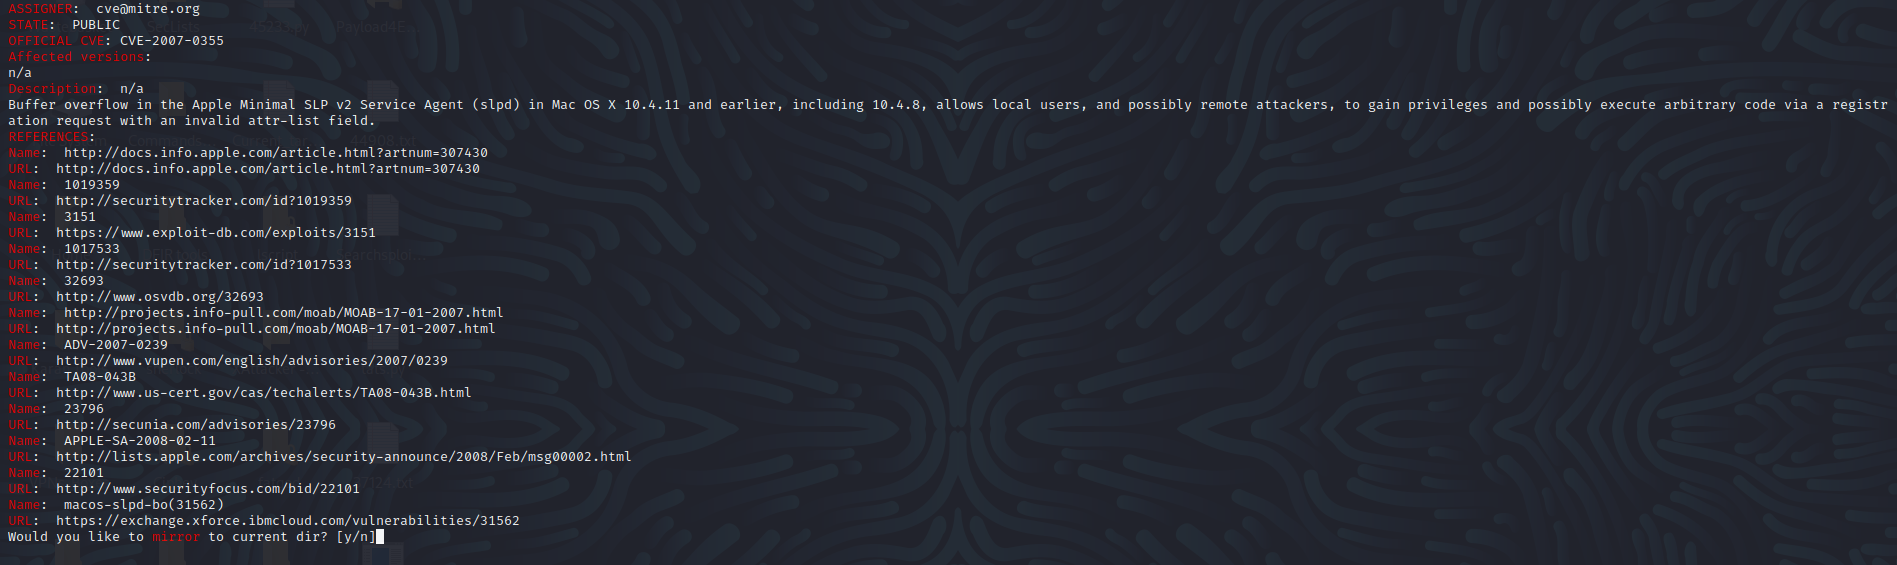 ASSIGNER:  cve@mitre.org
STATE:  PUBLIC
OFFICIAL CVE: CVE-2007-0355
Affected versions:
n/a
Description:  n/a
Buffer overflow in the Apple Minimal SLP v2 Service Agent (slpd) in Mac OS X 10.4.11 and earlier, including 10.4.8, allows local users, and possibly remote attackers, to gain privileges and possibly execute arbitrary code via a registr
ation request with an invalid attr-list field.
REFERENCES:
Name:  http://docs.info.apple.com/article.html?artnum=307430
URL:  http://docs.info.apple.com/article.html?artnum=307430
Name:  1019359
URL:  http://securitytracker.com/id?1019359
Name:  3151
URL:  https://www.exploit-db.com/exploits/3151
Name:  1017533
URL:  http://securitytracker.com/id?1017533
Name:  32693
URL:  http://www.osvdb.org/32693
Name:  http://projects.info-pull.com/moab/MOAB-17-01-2007.html
URL:  http://projects.info-pull.com/moab/MOAB-17-01-2007.html
Name:  ADV-2007-0239
URL:  http://www.vupen.com/english/advisories/2007/0239
Name:  TA08-043B
URL:  http://www.us-cert.gov/cas/techalerts/TA08-043B.html
Name:  23796
URL:  http://secunia.com/advisories/23796
Name:  APPLE-SA-2008-02-11
URL:  http://lists.apple.com/archives/security-announce/2008/Feb/msg00002.html
Name:  22101
URL:  http://www.securityfocus.com/bid/22101
Name:  macos-slpd-bo(31562)
URL:  https://exchange.xforce.ibmcloud.com/vulnerabilities/31562
Would you like to mirror to current dir? [y/n]